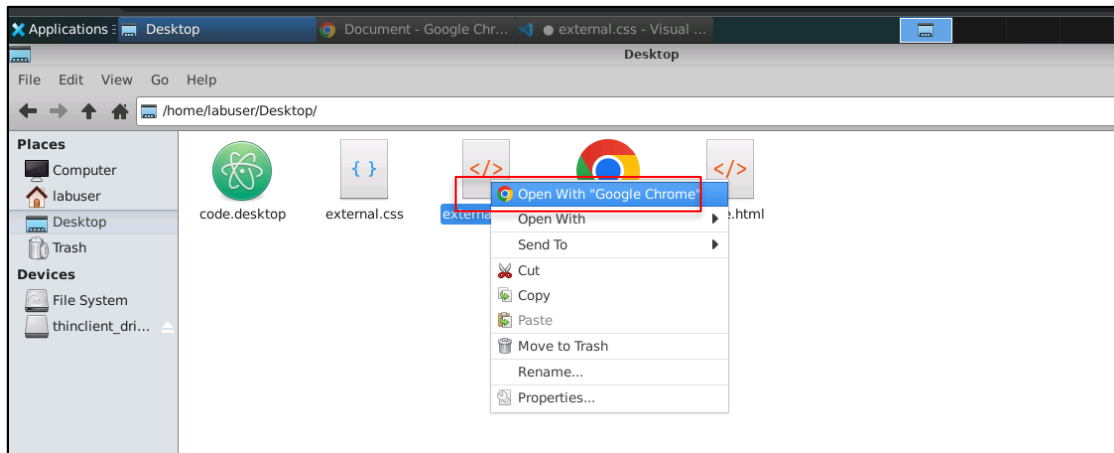 Applications Desktop Document - Google Chr... ● external.css - Visual ...
Desktop
File Edit View Go Help
/home/labuser/Desktop/
Places
Computer
labuser
Desktop
Trash
Devices
File System
thinclient_dri...
{ } </> </>
code.desktop external.css externa e.html
Open With "Google Chrome"
Open With
Send To
Cut
Copy
Paste
Move to Trash
Rename...
Properties...